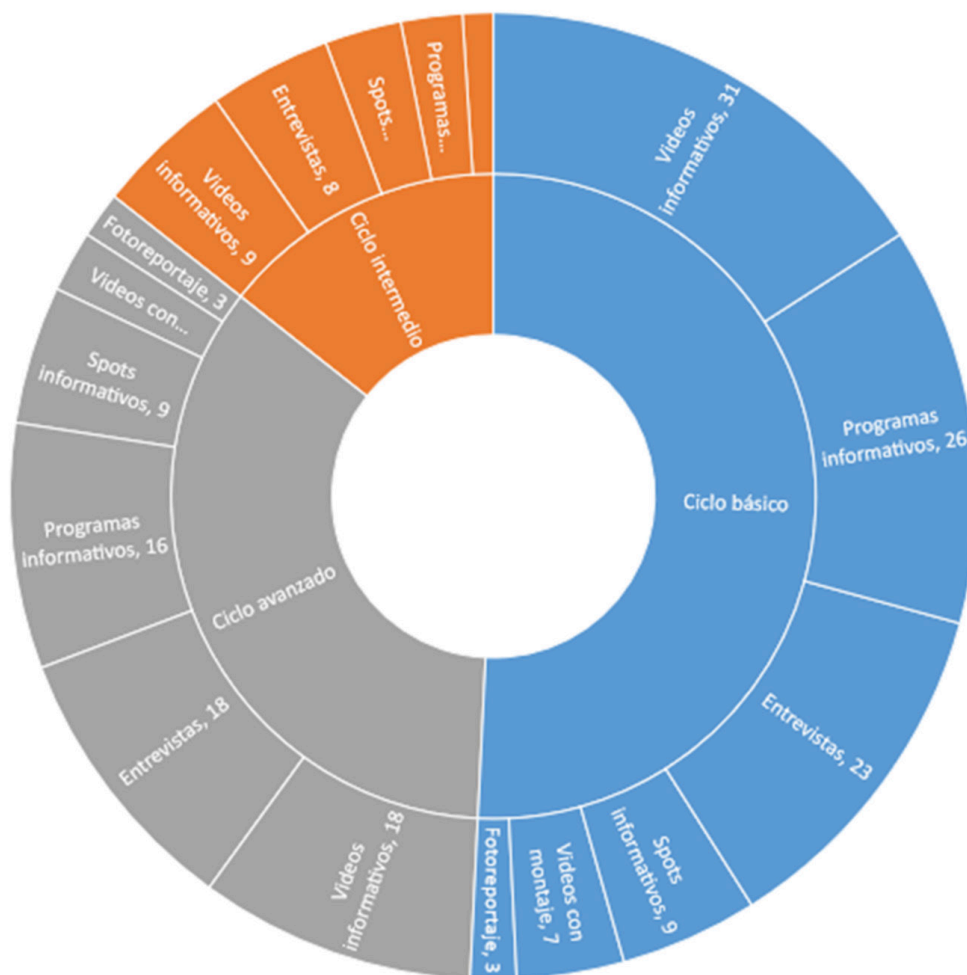 Videos
informativos, 31
Programas
informativos, 26
Entrevistas, 23
Spots
informativos, 9
Videos con
montaje, 7
Fotoreportaje, 3
Ciclo básico
Videos
informativos, 18
Entrevistas, 18
Programas
informativos, 16
Spots
informativos, 9
Videos con...
Fotoreportaje, 3
Ciclo avanzado
Videos
informativos, 9
Entrevistas, 8
Spots...
Programas...
Ciclo intermedio